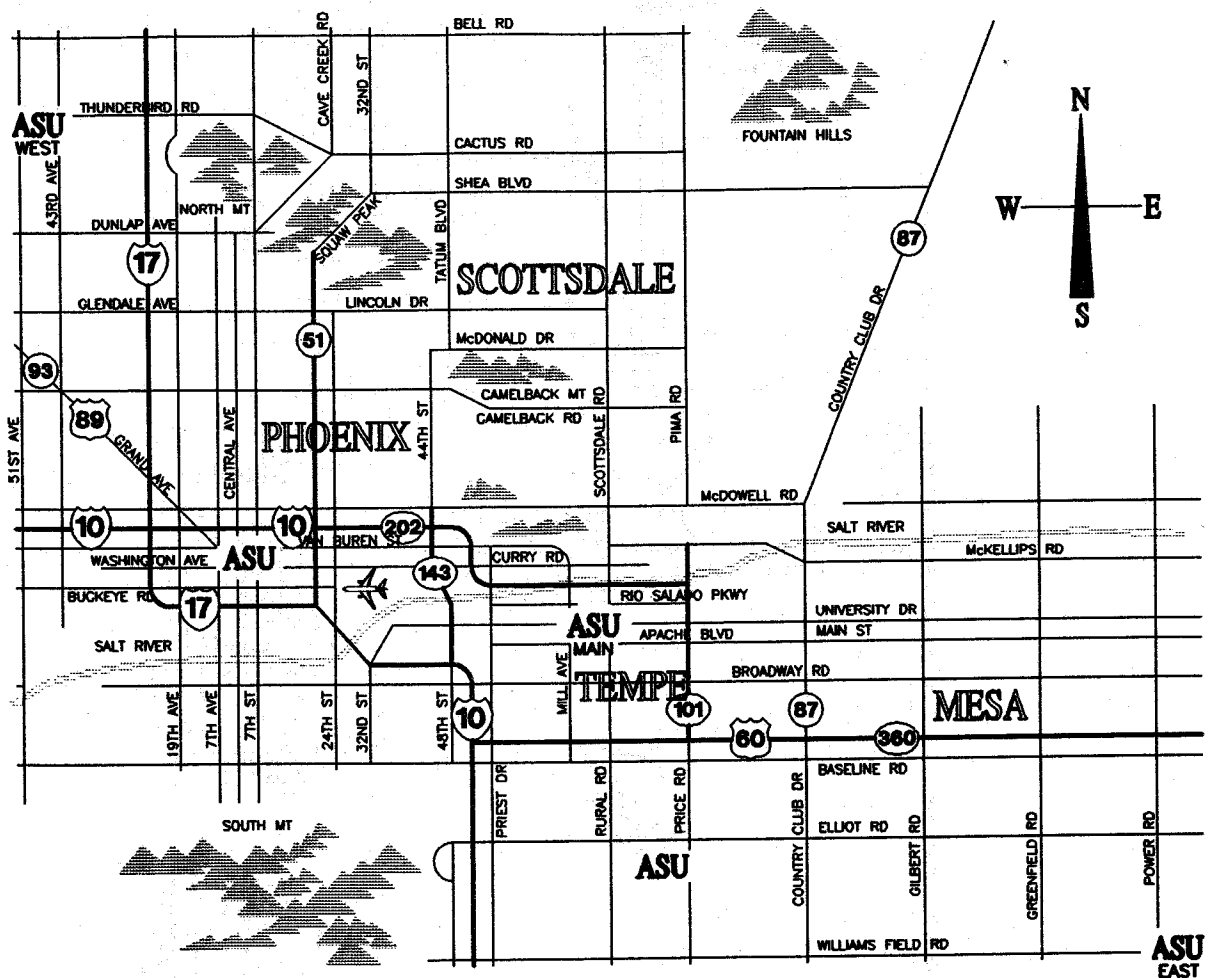 BELL RD
CAVE CREEK RD
32ND ST
THUNDERBIRD RD
ASU
WEST
43RD AVE
CACTUS RD
FOUNTAIN HILLS
N
W
E
S
SHEA BLVD
NORTH MT
DUNLAP AVE
SQUAW PEAK
TATUM BLVD
87
17
SCOTTSDALE
GLENDALE AVE
LINCOLN DR
51
McDONALD DR
COUNTRY CLUB DR
93
89
GRAND AVE
51ST AVE
CENTRAL AVE
PHOENIX
44TH ST
CAMELBACK MT
CAMELBACK RD
SCOTTSDALE RD
PIMA RD
McDOWELL RD
10
10
202
SALT RIVER
VAN BUREN ST
WASHINGTON AVE
ASU
CURRY RD
McKELLIPS RD
143
BUCKEYE RD
17
RIO SALADO PKWY
UNIVERSITY DR
ASU
MAIN
APACHE BLVD
MAIN ST
SALT RIVER
BROADWAY RD
MILL AVE
TEMPE
MESA
19TH AVE
7TH AVE
7TH ST
24TH ST
32ND ST
48TH ST
10
101
60
87
360
BASELINE RD
PRIEST DR
RURAL RD
PRICE RD
COUNTRY CLUB DR
ELLIOT RD
GILBERT RD
GREENFIELD RD
POWER RD
SOUTH MT
ASU
WILLIAMS FIELD RD
ASU
EAST